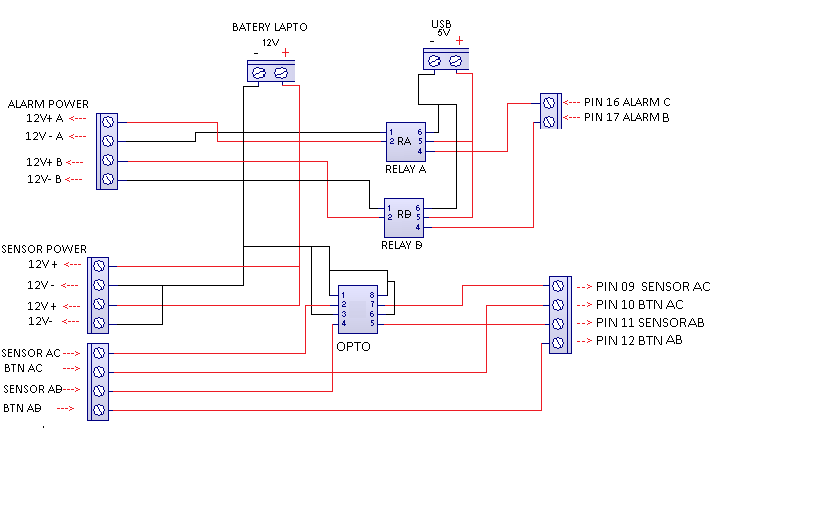 BATERY LAPTO
12V
- +
USB
5V
- +
ALARM POWER
12V+ A
12V - A
12V+ B
12V- B
1
2
RA
6
5
4
RELAY A
PIN 16 ALARM C
PIN 17 ALARM B
1
2
RB
6
5
4
RELAY B
SENSOR POWER
12V +
12V -
12V +
12V-
1
2
3
4
8
7
6
5
OPTO
PIN 09 SENSOR AC
PIN 10 BTN AC
PIN 11 SENSOR AB
PIN 12 BTN AB
SENSOR AC
BTN AC
SENSOR AB
BTN AB